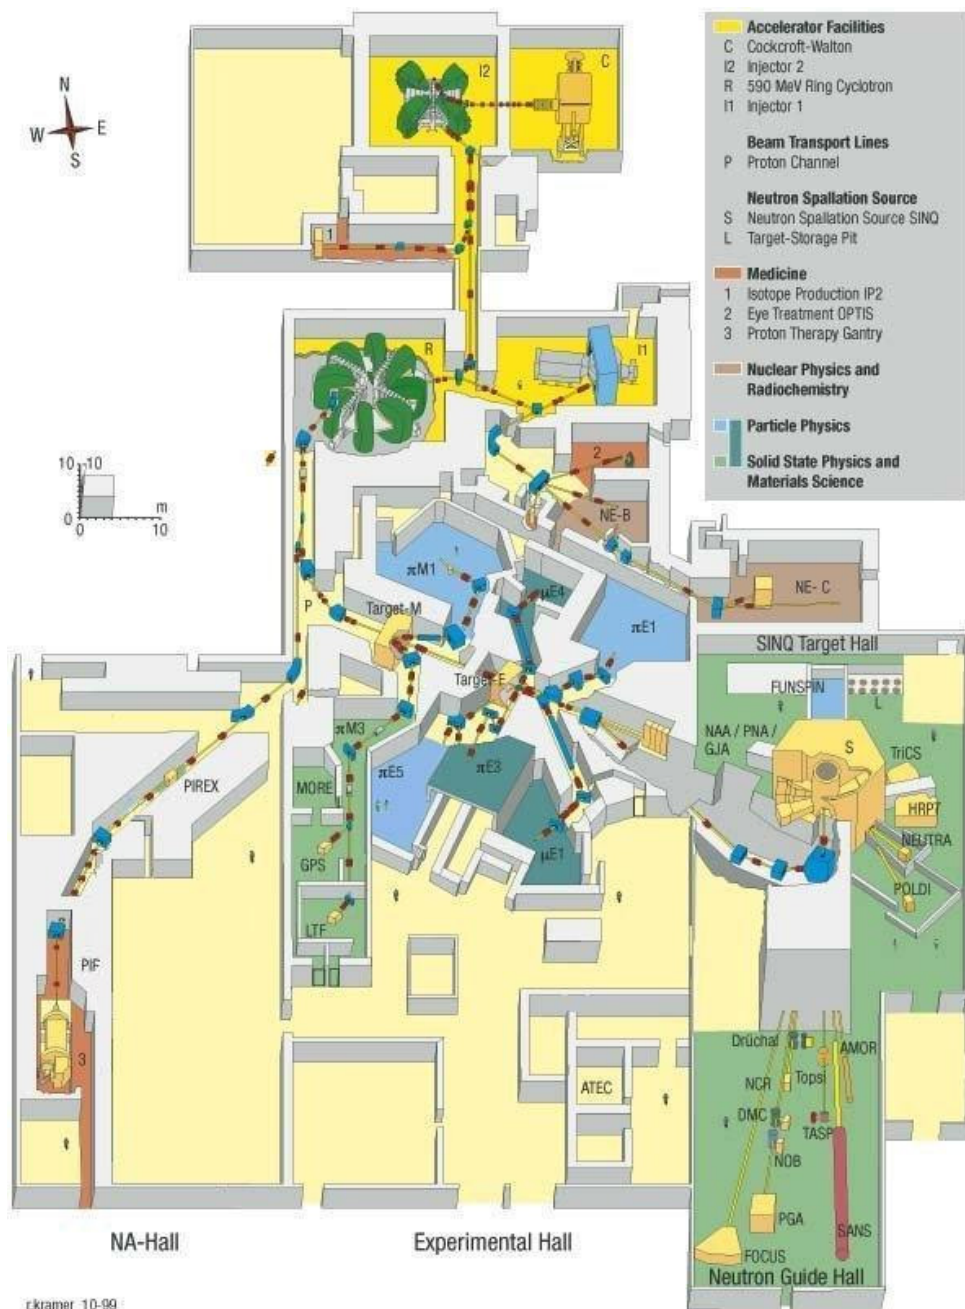 Accelerator Facilities
C Cockcroft-Walton
I2 Injector 2
R 590 MeV Ring Cyclotron
I1 Injector 1
Beam Transport Lines
P Proton Channel
Neutron Spallation Source
S Neutron Spallation Source SINQ
L Target-Storage Pit
Medicine
1 Isotope Production IP2
2 Eye Treatment OPTIS
3 Proton Therapy Gantry
Nuclear Physics and
Radiochemistry
Particle Physics
Solid State Physics and
Materials Science
I2
C
N
W E
S
1
R
I1
2
10 10
0
0 10
m
NE-B
πM1
μE4
NE- C
P
Target-M
πE1
SINQ Target Hall
Target-E
FUNSPIN
L
πM3
NAA / PNA /
GJA
S
TriCS
PIREX
MORE
πE5
πE3
HRPT
NEUTRA
GPS
μE1
POLDI
LTF
PIF
3
Drüchal
AMOR
NCR
Topsi
ATEC
DMC
TASP
NOB
PGA
SANS
FOCUS
NA-Hall
Experimental Hall
Neutron Guide Hall
r.kramer 10-99